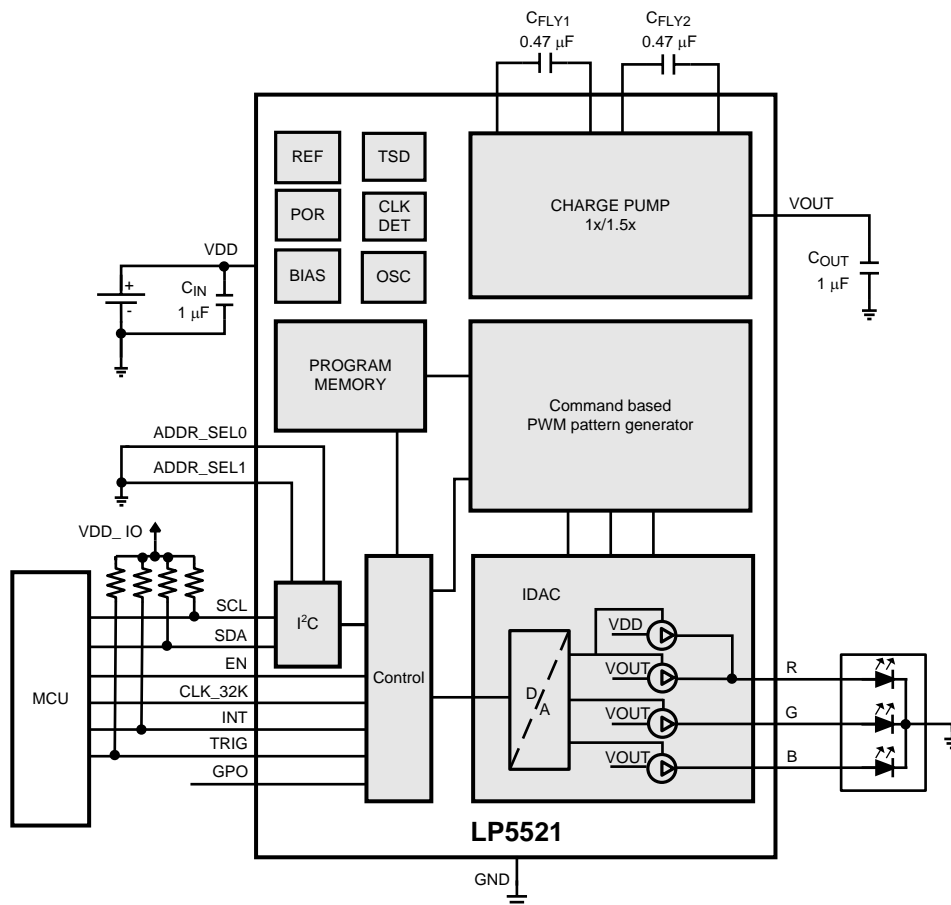 CFLY1
0.47 μF
CFLY2
0.47 μF
REF
TSD
POR
CLK
DET
BIAS
OSC
CHARGE PUMP
1x/1.5x
VOUT
COUT
1 μF
VDD
CIN
1 μF
+
-
PROGRAM
MEMORY
Command based
PWM pattern generator
ADDR_SEL0
ADDR_SEL1
VDD_ IO
MCU
SCL
SDA
EN
CLK_32K
INT
TRIG
GPO
I²C
Control
IDAC
D
A
VDD
VOUT
VOUT
VOUT
R
G
B
LP5521
GND